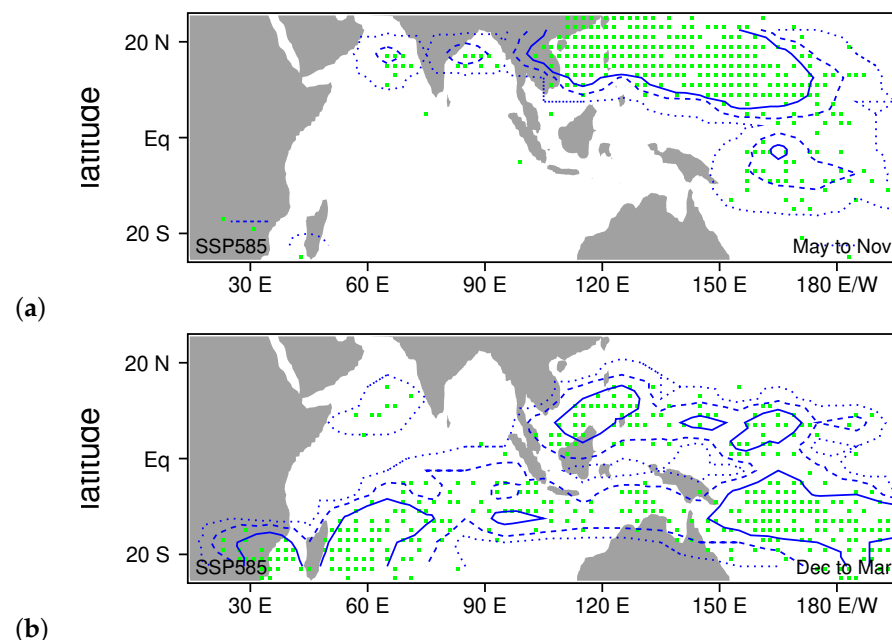 20 N
Eq
20 S
latitude
SSP585
May to Nov
30 E 60 E 90 E 120 E 150 E 180 E/W
(a)
20 N
Eq
20 S
latitude
SSP585
Dec to Mar
30 E 60 E 90 E 120 E 150 E 180 E/W
(b)